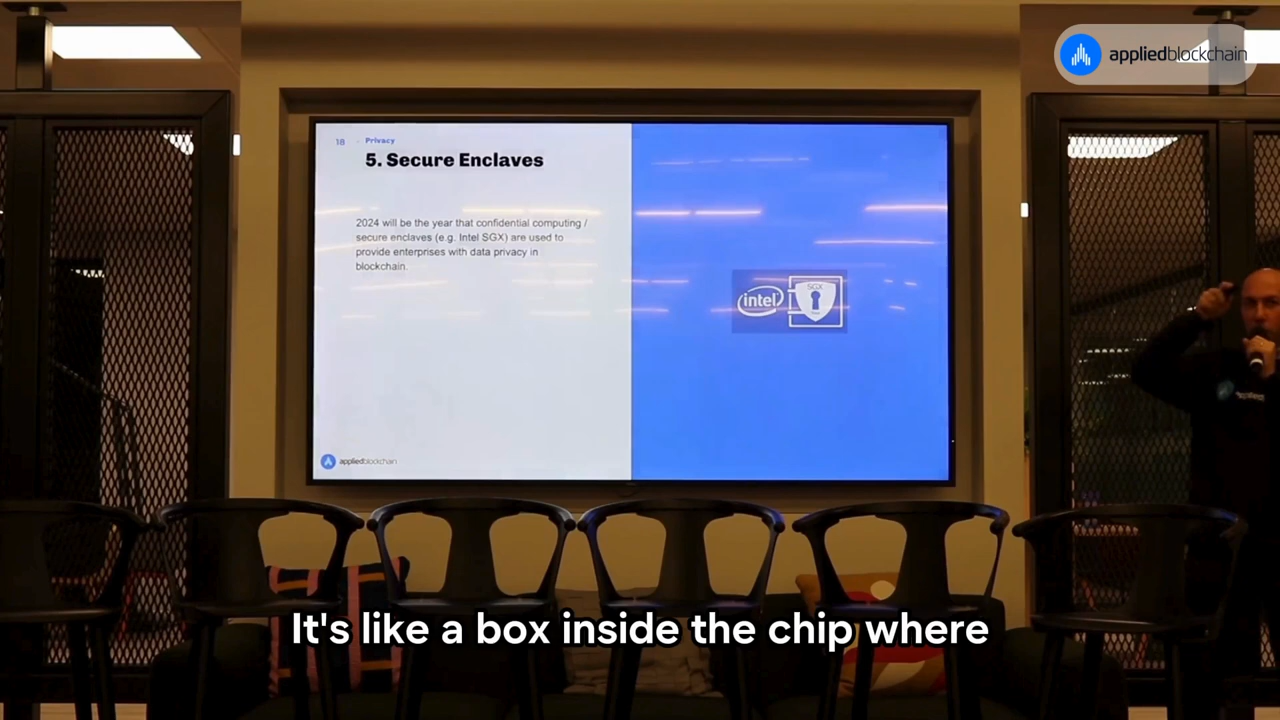 appliedblockchain
18 - Privacy
5. Secure Enclaves
2024 will be the year that confidential computing /
secure enclaves (e.g. Intel SGX) are used to
provide enterprises with data privacy in
blockchain.
intel
SGX
appliedblockchain
It's like a box inside the chip where